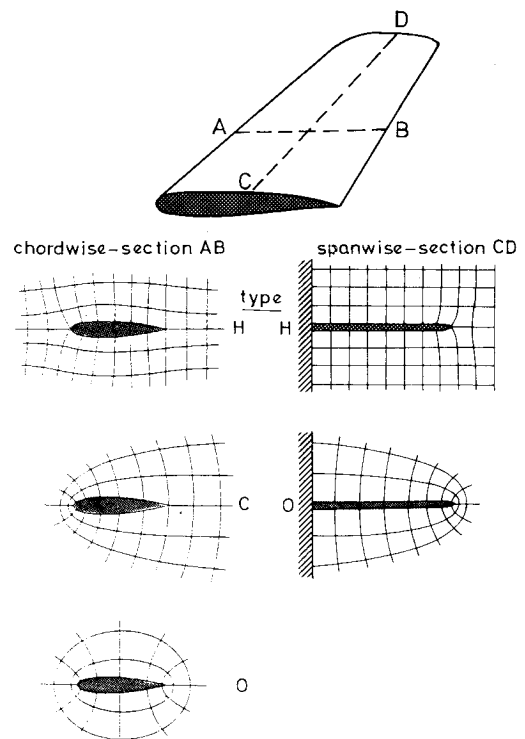 D
A
B
C
chordwise-section AB
spanwise-section CD
type
H H
C O
O